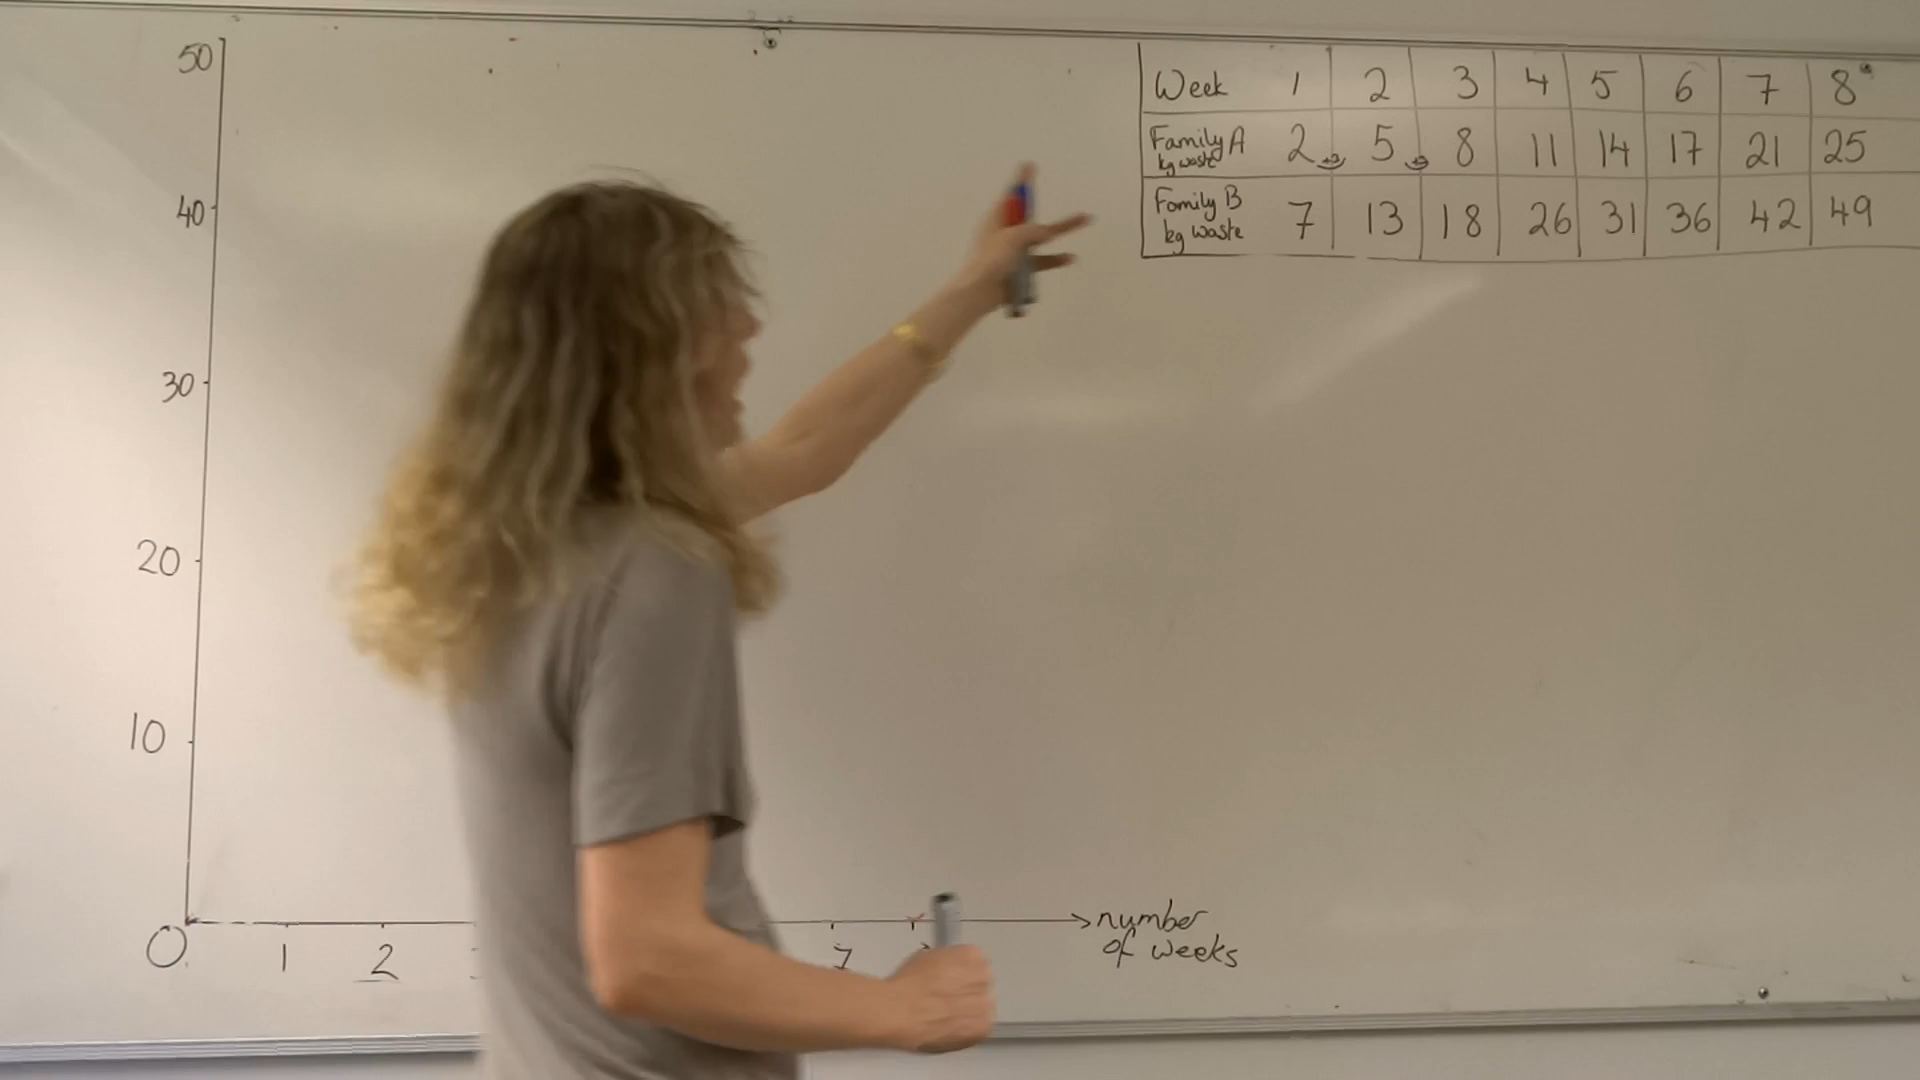 50
40
30
20
10
0
1 2 7
number
of weeks
Week 1 2 3 4 5 6 7 8
Family A
kg waste
2 +3 5 +3 8 11 14 17 21 25
Family B
kg waste
7 13 18 26 31 36 42 49